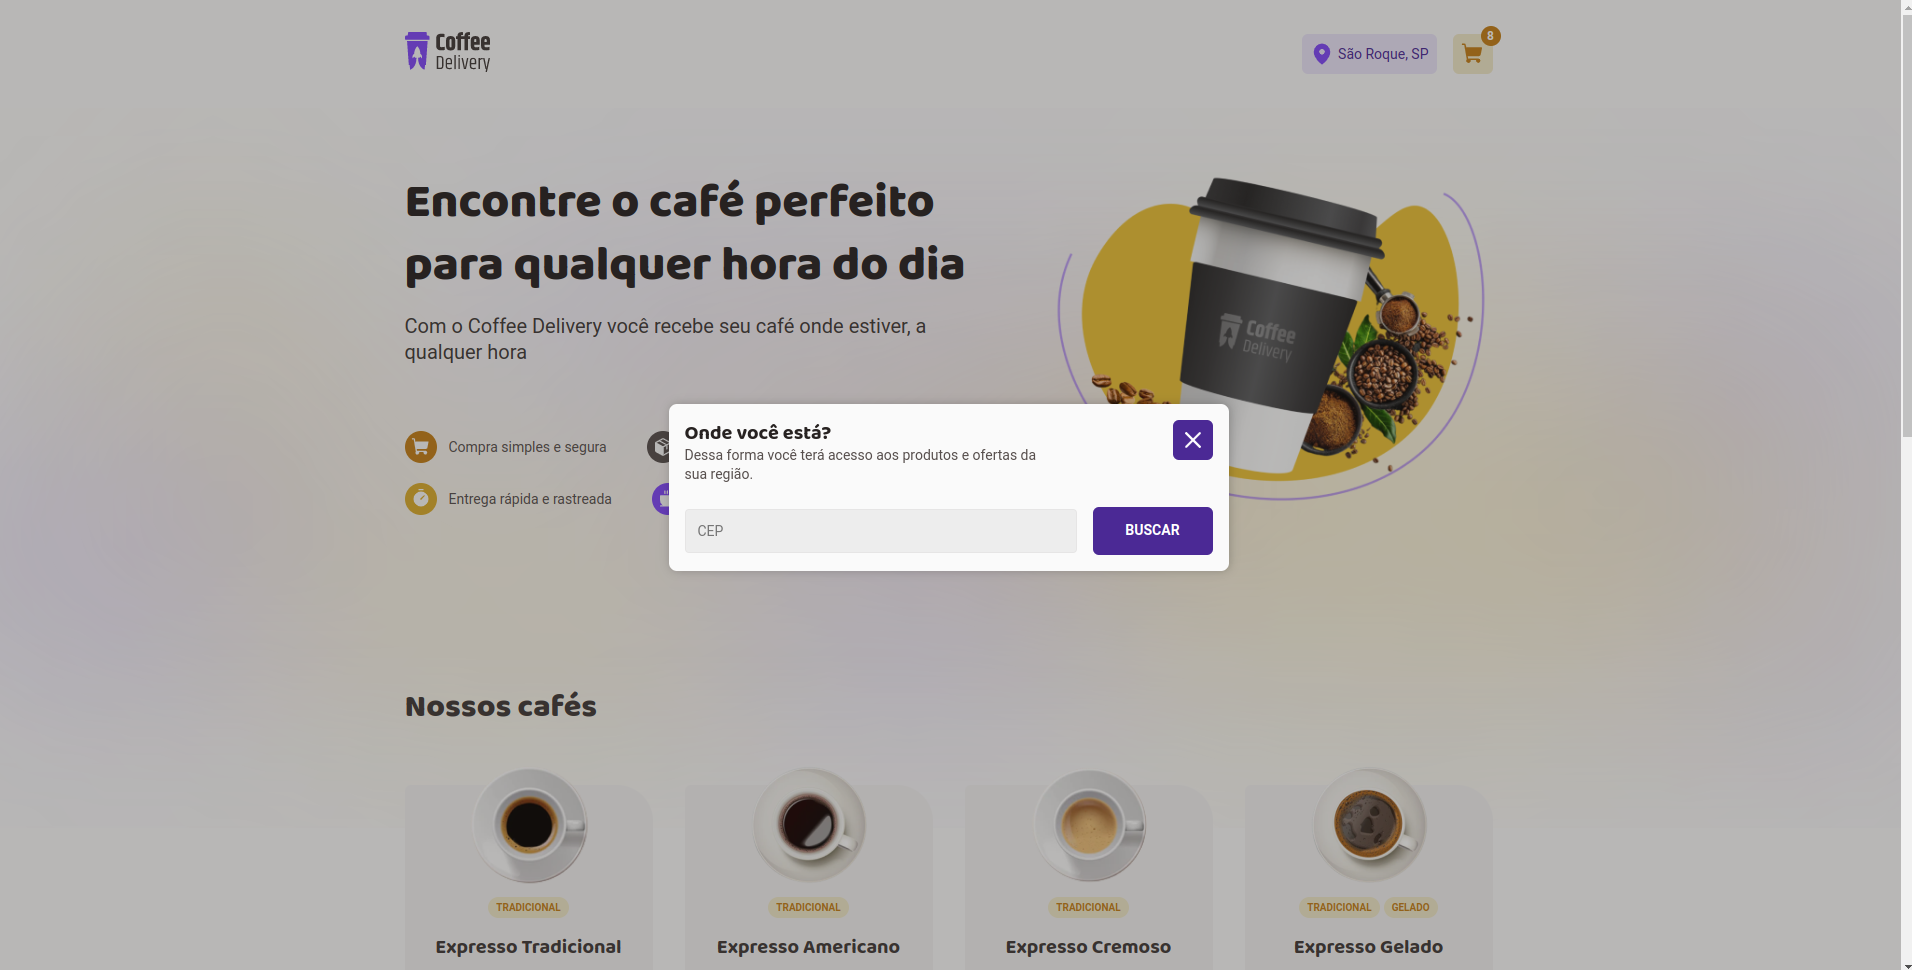 Coffee
Delivery
São Roque, SP
8
Encontre o café perfeito
para qualquer hora do dia
Com o Coffee Delivery você recebe seu café onde estiver, a
qualquer hora
Coffee
Delivery
Compra simples e segura
Entrega rápida e rastreada
Onde você está?
Dessa forma você terá acesso aos produtos e ofertas da
sua região.
CEP
BUSCAR
Nossos cafés
TRADICIONAL
TRADICIONAL
TRADICIONAL
TRADICIONAL GELADO
Expresso Tradicional
Expresso Americano
Expresso Cremoso
Expresso Gelado